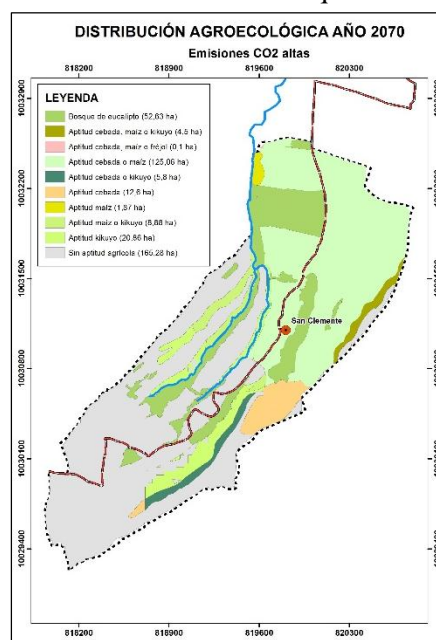 DISTRIBUCIÓN AGROECOLÓGICA AÑO 2070
Emisiones CO2 altas
818200 818900 819600 820300
LEYENDA
Bosque de eucalipto (52,63 ha)
Aptitud cebada, maíz o kikuyo (4,5 ha)
Aptitud cebada, maíz o fréjol (0,1 ha)
Aptitud cebada o maíz (125,06 ha)
Aptitud cebada o kikuyo (5,8 ha)
Aptitud cebada (12,6 ha)
Aptitud maíz (1,87 ha)
Aptitud maíz o kikuyo (8,88 ha)
Aptitud kikuyo (20,86 ha)
Sin aptitud agrícola (165,28 ha)
10032900
10032200
10031500
San Clemente
10030800
10030100
10029400
818200 818900 819600 820300